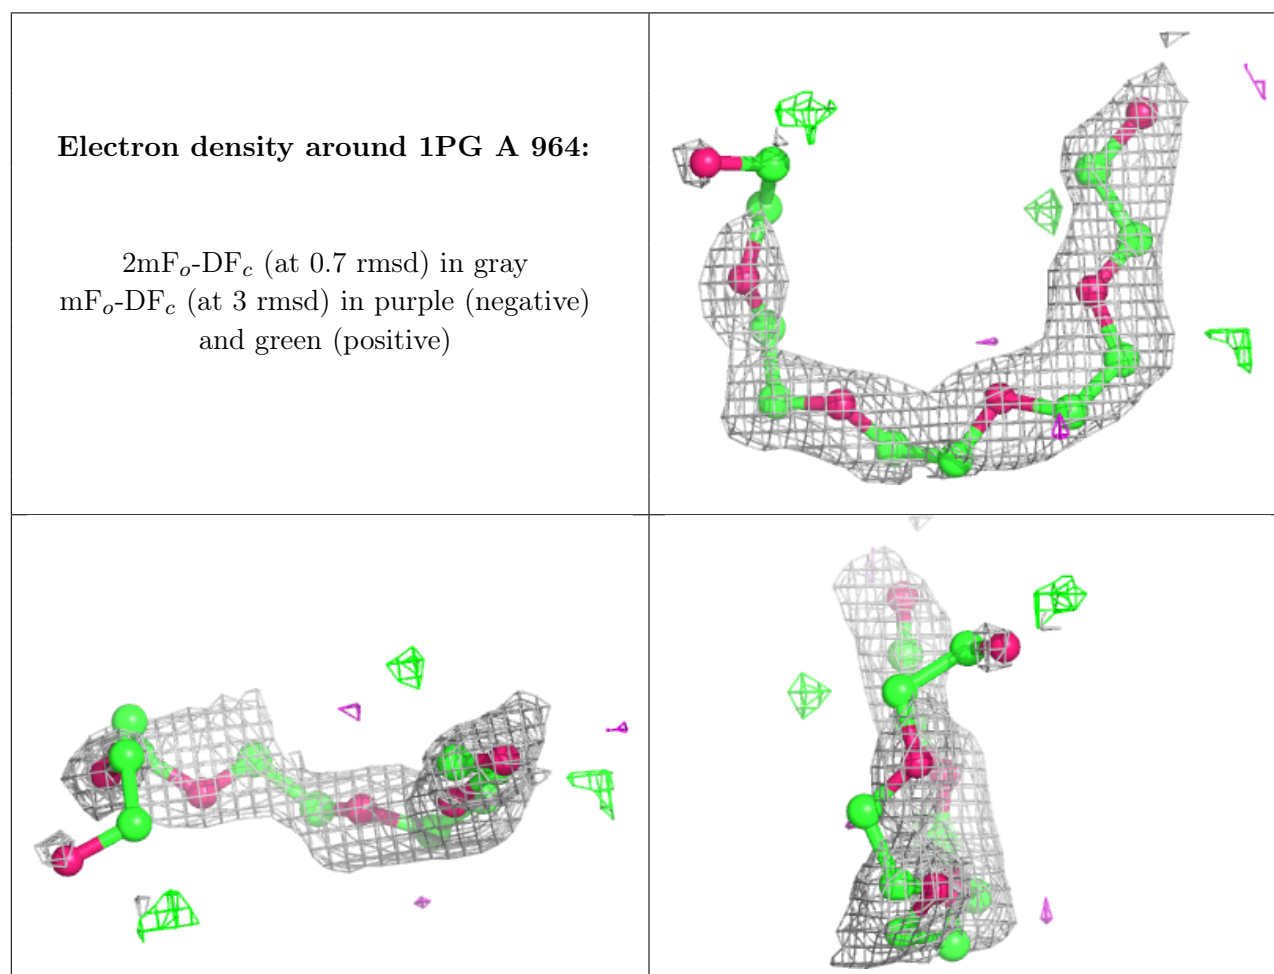 Electron density around 1PG A 964:
2mFo-DFc (at 0.7 rmsd) in gray
mFo-DFc (at 3 rmsd) in purple (negative)
and green (positive)